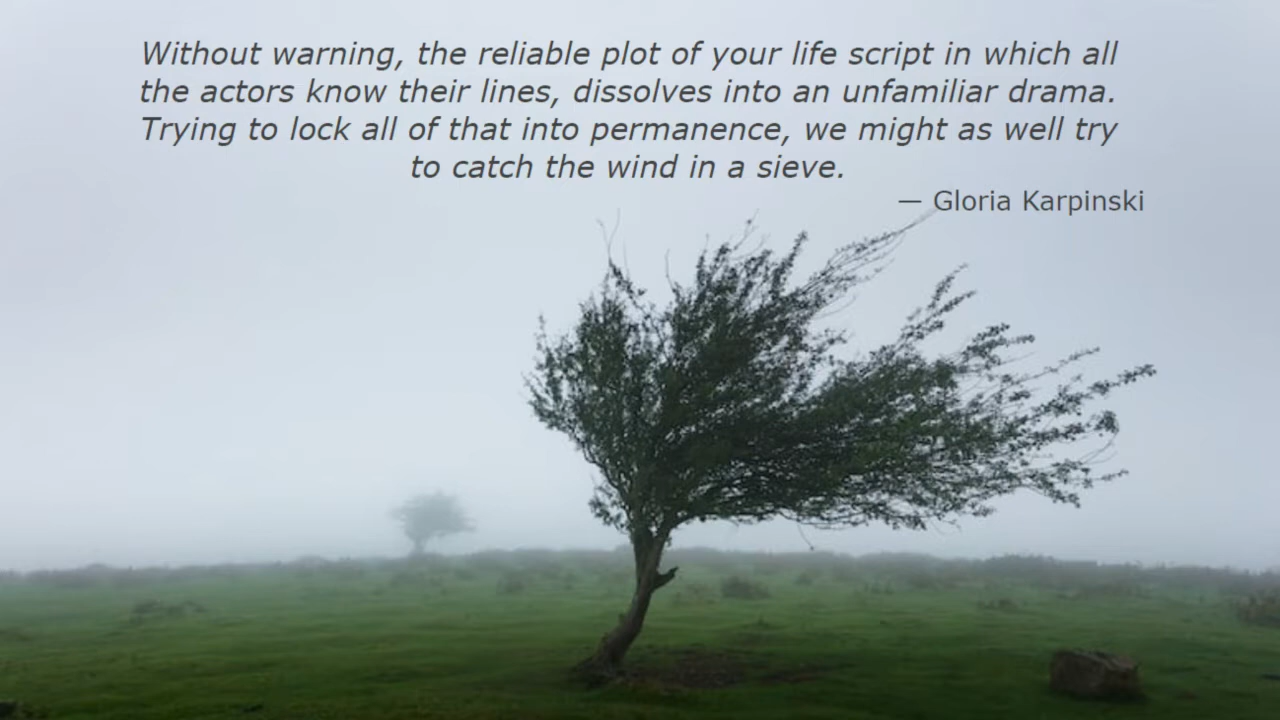 Without warning, the reliable plot of your life script in which all
the actors know their lines, dissolves into an unfamiliar drama.
Trying to lock all of that into permanence, we might as well try
to catch the wind in a sieve.
— Gloria Karpinski